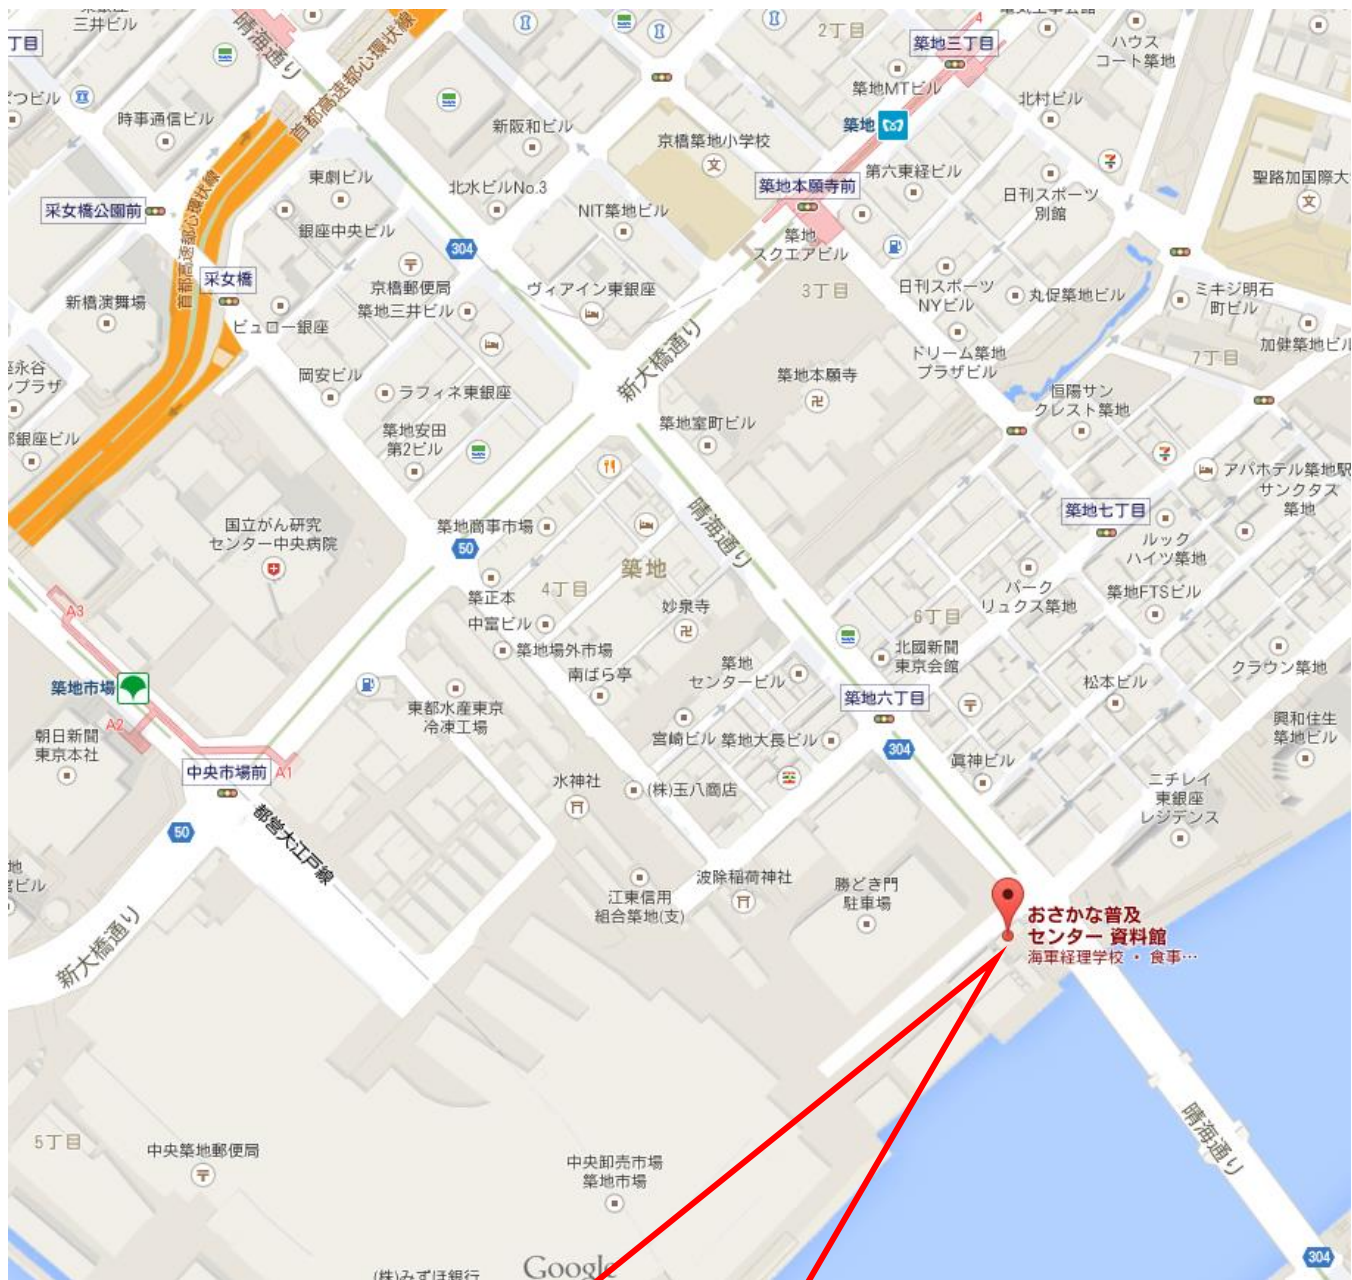 三井ビル
晴海通り
2丁目
築地三丁目
4
ハウス
コート築地
丁目
首都高速都心環状線
築地MTビル
北村ビル
時事通信ビル
新阪和ビル
京橋築地小学校
築地
第六東経ビル
聖路加国際大
東劇ビル
北水ビルNo.3
築地本願寺前
日刊スポーツ
別館
采女橋公園前
首都高速都心環状線
銀座中央ビル
304
NIT築地ビル
築地
スクエアビル
采女橋
京橋郵便局
ヴィアイン東銀座
3丁目
日刊スポーツ
NYビル
丸促築地ビル
ミキジ明石
町ビル
新橋演舞場
ビュロー銀座
築地三井ビル
新大橋通り
ドリーム築地
プラザビル
7丁目
加健築地ビル
岡安ビル
ラフィネ東銀座
築地本願寺
恒陽サン
クレスト築地
銀座ビル
築地安田
第2ビル
築地室町ビル
アパホテル築地駅
サンクタス
築地
国立がん研究
センター中央病院
築地商事市場
50
晴海通り
築地七丁目
ルック
ハイツ築地
築地
築正本
4丁目
妙泉寺
パーク
リュクス築地
築地FTSビル
A3
中富ビル
6丁目
築地場外市場
北國新聞
東京会館
クラウン築地
築地市場
南ばら亭
築地
センタービル
築地六丁目
松本ビル
A2
東都水産東京
冷凍工場
興和住生
築地ビル
朝日新聞
東京本社
宮崎ビル
築地大長ビル
304
眞神ビル
中央市場前
A1
水神社
(株)玉八商店
ニチレイ
東銀座
レジデンス
50
都営大江戸線
江東信用
組合築地(支)
波除稲荷神社
勝どき門
駐車場
おさかな普及
センター 資料館
海軍経理学校 ・ 食事…
新大橋通り
晴海通り
5丁目
中央築地郵便局
中央卸売市場
築地市場
304
(株)みずほ銀行
Google